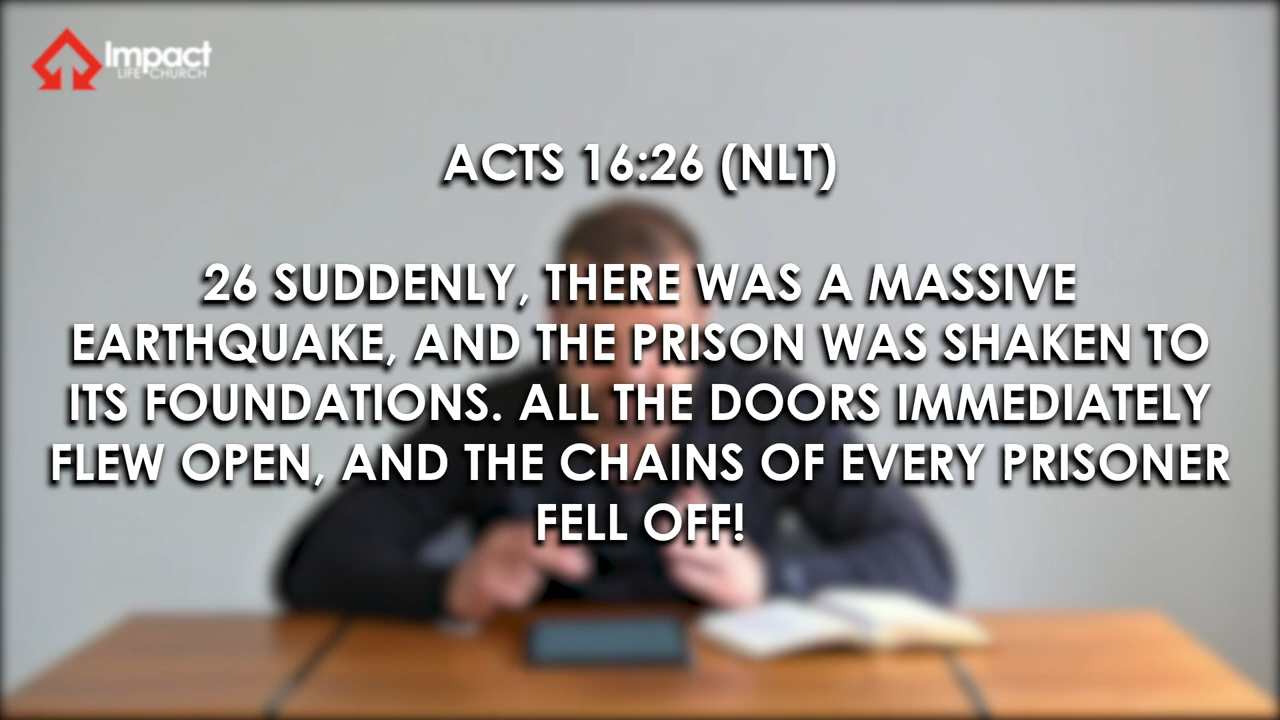 Impact
LIFE CHURCH
ACTS 16:26 (NLT)
26 SUDDENLY, THERE WAS A MASSIVE
EARTHQUAKE, AND THE PRISON WAS SHAKEN TO
ITS FOUNDATIONS. ALL THE DOORS IMMEDIATELY
FLEW OPEN, AND THE CHAINS OF EVERY PRISONER
FELL OFF!